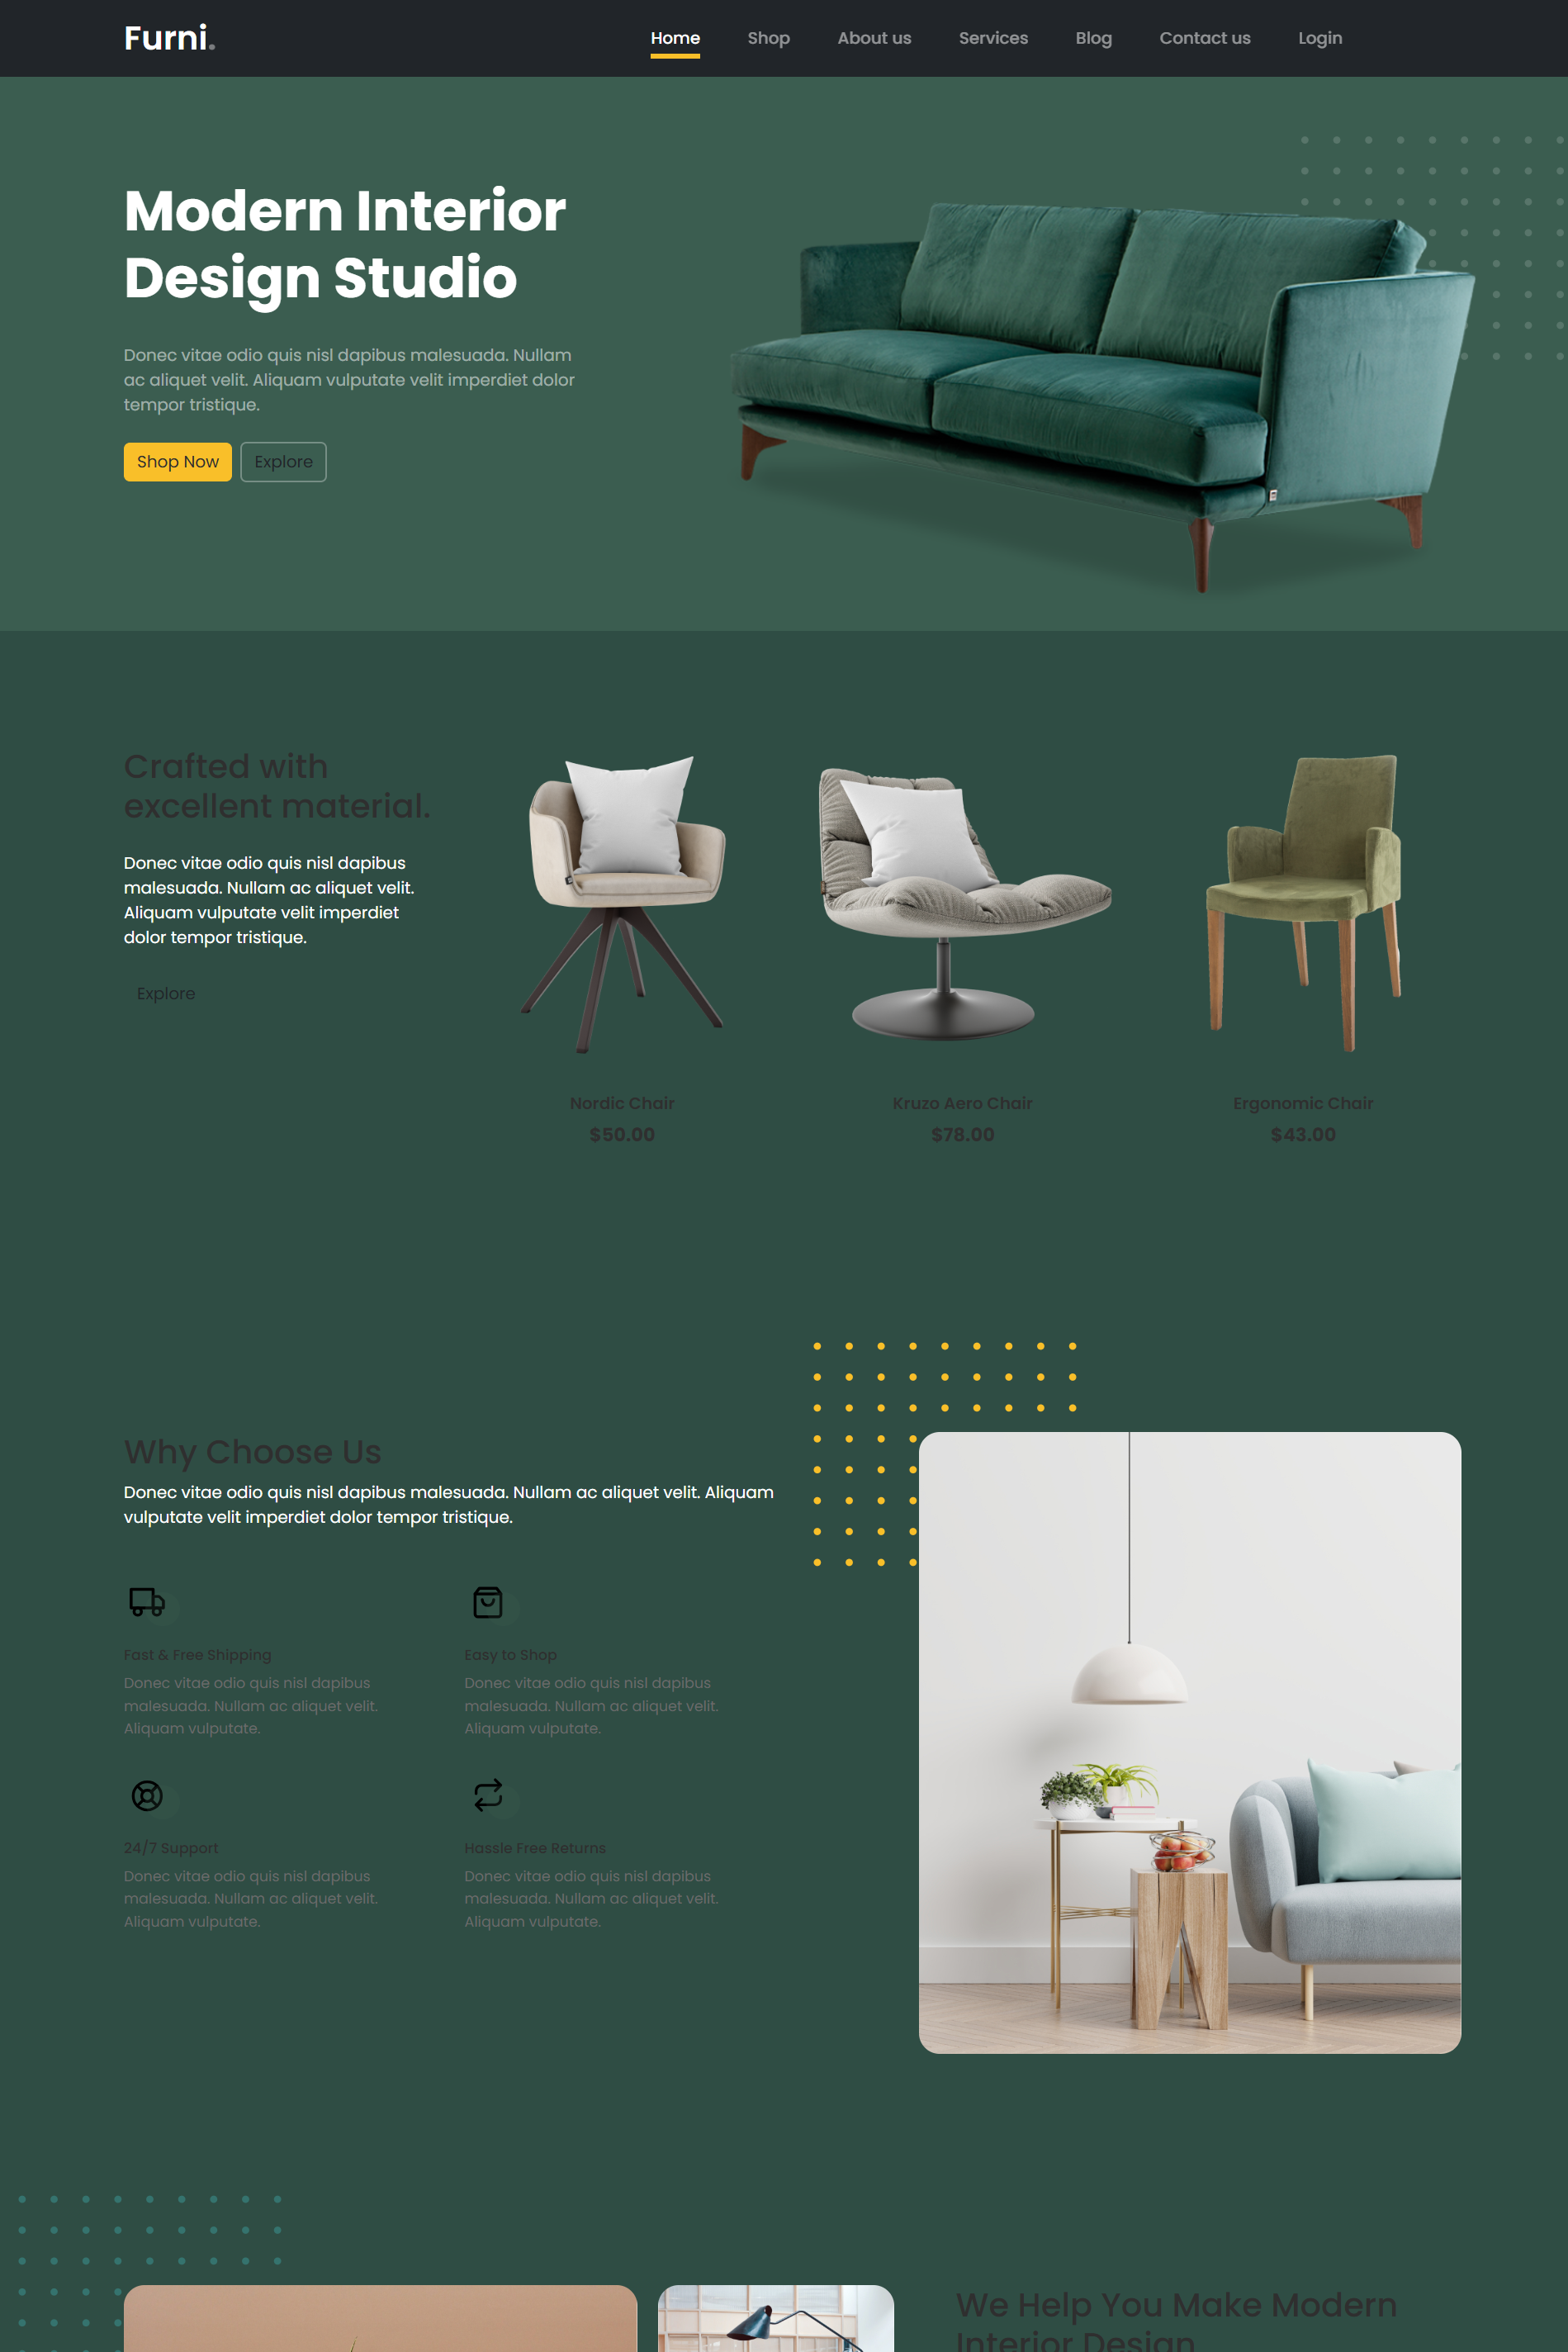 Furni.
Home Shop About us Services Blog Contact us Login
Modern Interior
Design Studio
Donec vitae odio quis nisl dapibus malesuada. Nullam
ac aliquet velit. Aliquam vulputate velit imperdiet dolor
tempor tristique.
Shop Now Explore
Crafted with
excellent material.
Donec vitae odio quis nisl dapibus
malesuada. Nullam ac aliquet velit.
Aliquam vulputate velit imperdiet
dolor tempor tristique.
Explore
Nordic Chair
$50.00
Kruzo Aero Chair
$78.00
Ergonomic Chair
$43.00
Why Choose Us
Donec vitae odio quis nisl dapibus malesuada. Nullam ac aliquet velit. Aliquam
vulputate velit imperdiet dolor tempor tristique.
Fast & Free Shipping
Donec vitae odio quis nisl dapibus
malesuada. Nullam ac aliquet velit.
Aliquam vulputate.
Easy to Shop
Donec vitae odio quis nisl dapibus
malesuada. Nullam ac aliquet velit.
Aliquam vulputate.
24/7 Support
Donec vitae odio quis nisl dapibus
malesuada. Nullam ac aliquet velit.
Aliquam vulputate.
Hassle Free Returns
Donec vitae odio quis nisl dapibus
malesuada. Nullam ac aliquet velit.
Aliquam vulputate.
We Help You Make Modern
Interior Design